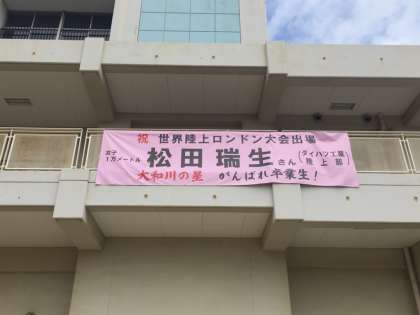 祝 世界陸上ロンドン大会出場
女子
1万メートル 松田 瑞生 さん (ダイハツ工業
陸上部)
大和川の星 がんばれ卒業生!